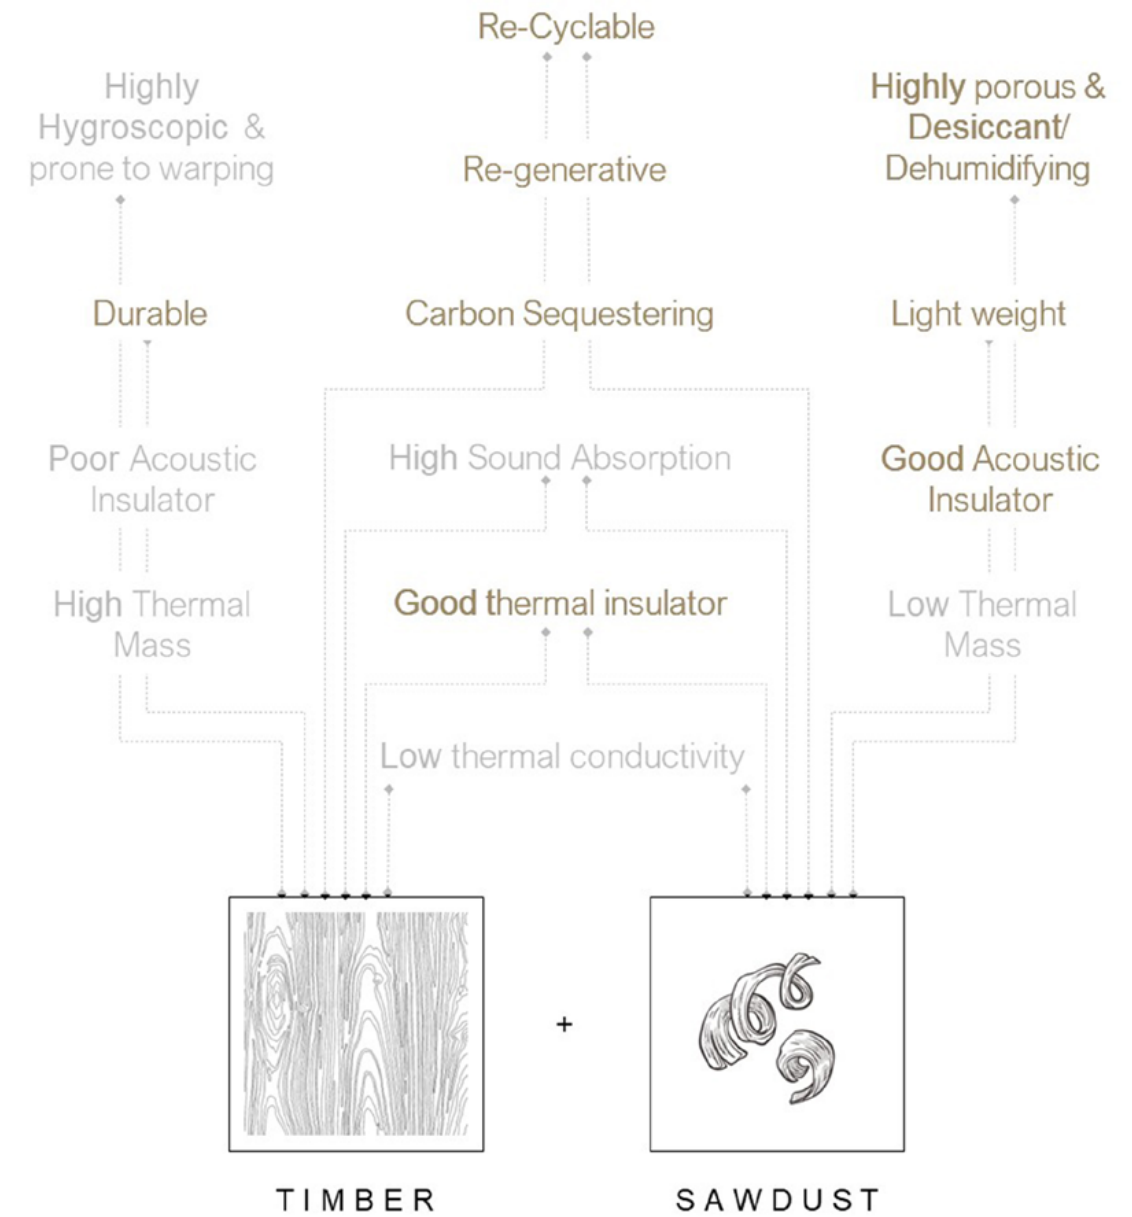 Re-Cyclable
Highly
Hygroscopic &
prone to warping
Highly porous &
Desiccant/
Dehumidifying
Re-generative
Durable
Carbon Sequestering
Light weight
Poor Acoustic
Insulator
High Sound Absorption
Good Acoustic
Insulator
High Thermal
Mass
Good thermal insulator
Low Thermal
Mass
Low thermal conductivity
+
TIMBER
SAWDUST